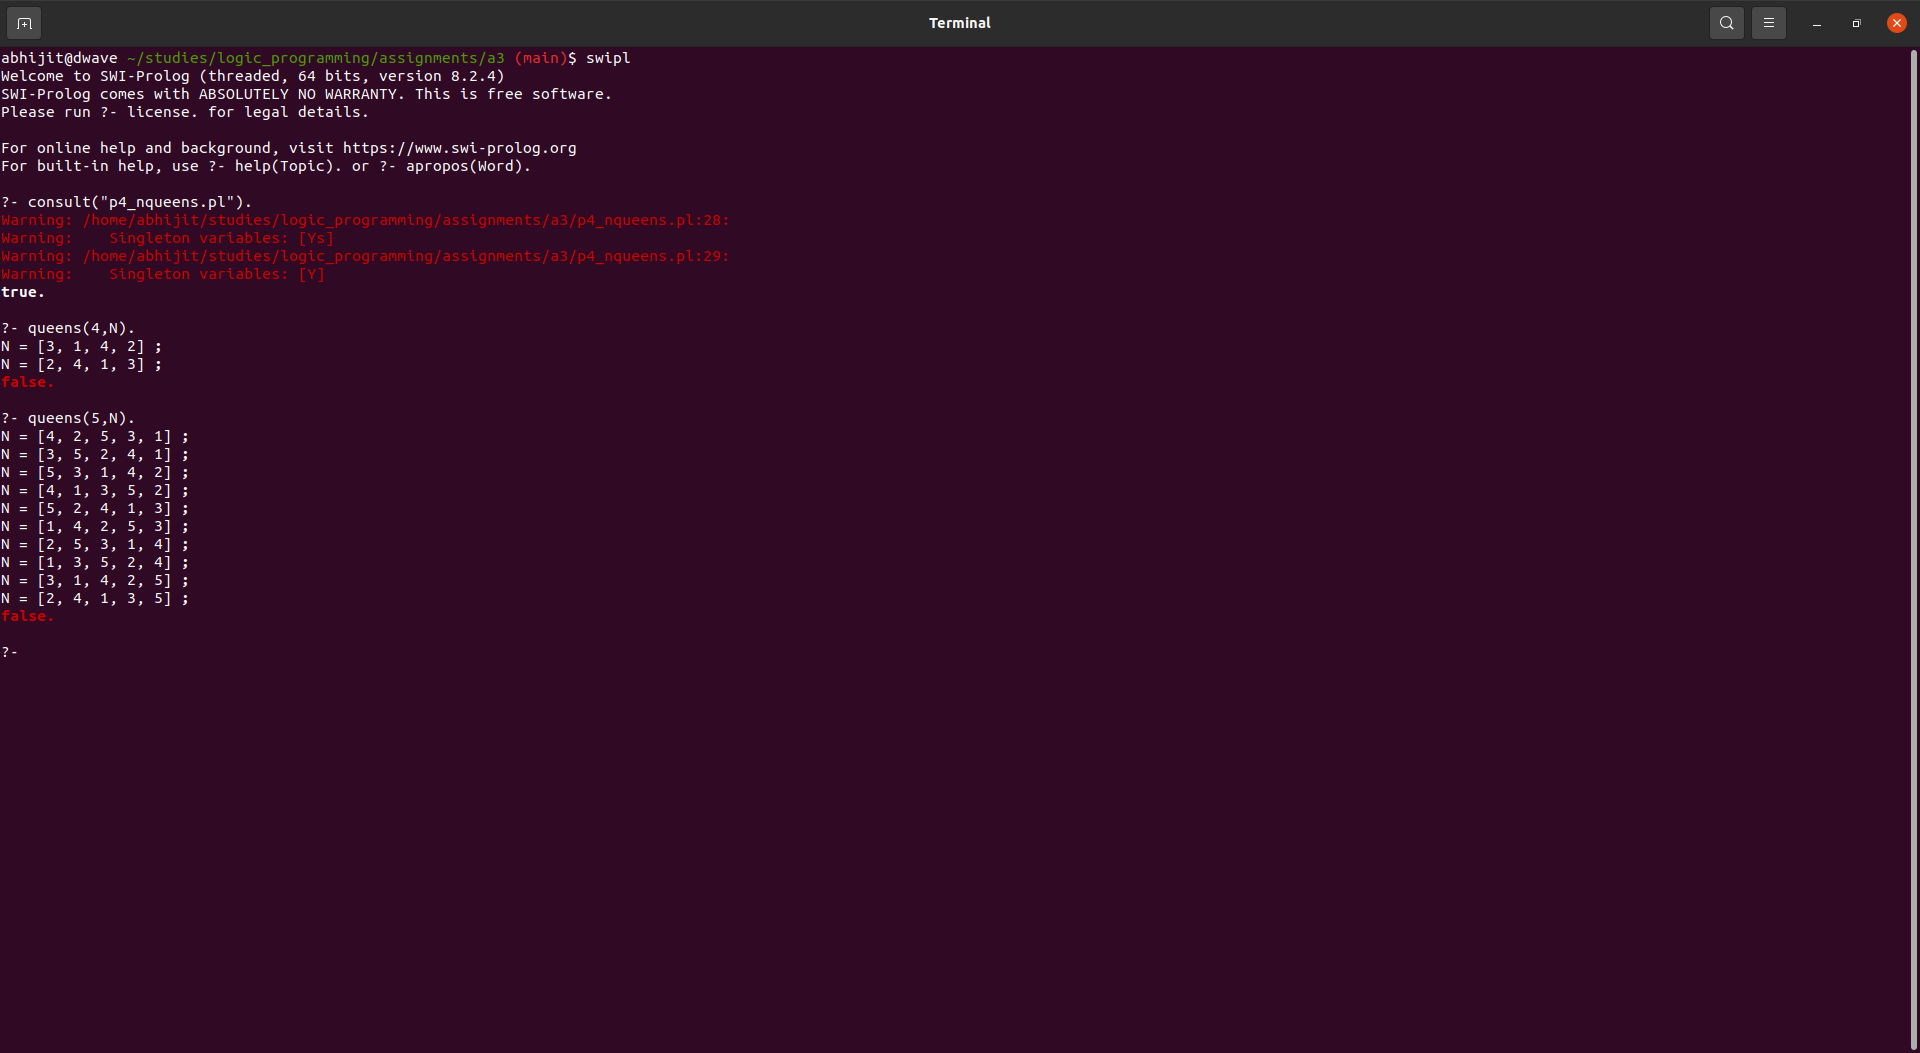 Terminal
abhijit@dwave ~/studies/logic_programming/assignments/a3 (main)$ swipl
Welcome to SWI-Prolog (threaded, 64 bits, version 8.2.4)
SWI-Prolog comes with ABSOLUTELY NO WARRANTY. This is free software.
Please run ?- license. for legal details.
For online help and background, visit https://www.swi-prolog.org
For built-in help, use ?- help(Topic). or ?- apropos(Word).
?- consult("p4_nqueens.pl").
Warning: /home/abhijit/studies/logic_programming/assignments/a3/p4_nqueens.pl:28:
Warning:    Singleton variables: [Ys]
Warning: /home/abhijit/studies/logic_programming/assignments/a3/p4_nqueens.pl:29:
Warning:    Singleton variables: [Y]
true.
?- queens(4,N).
N = [3, 1, 4, 2] ;
N = [2, 4, 1, 3] ;
false.
?- queens(5,N).
N = [4, 2, 5, 3, 1] ;
N = [3, 5, 2, 4, 1] ;
N = [5, 3, 1, 4, 2] ;
N = [4, 1, 3, 5, 2] ;
N = [5, 2, 4, 1, 3] ;
N = [1, 4, 2, 5, 3] ;
N = [2, 5, 3, 1, 4] ;
N = [1, 3, 5, 2, 4] ;
N = [3, 1, 4, 2, 5] ;
N = [2, 4, 1, 3, 5] ;
false.
?-